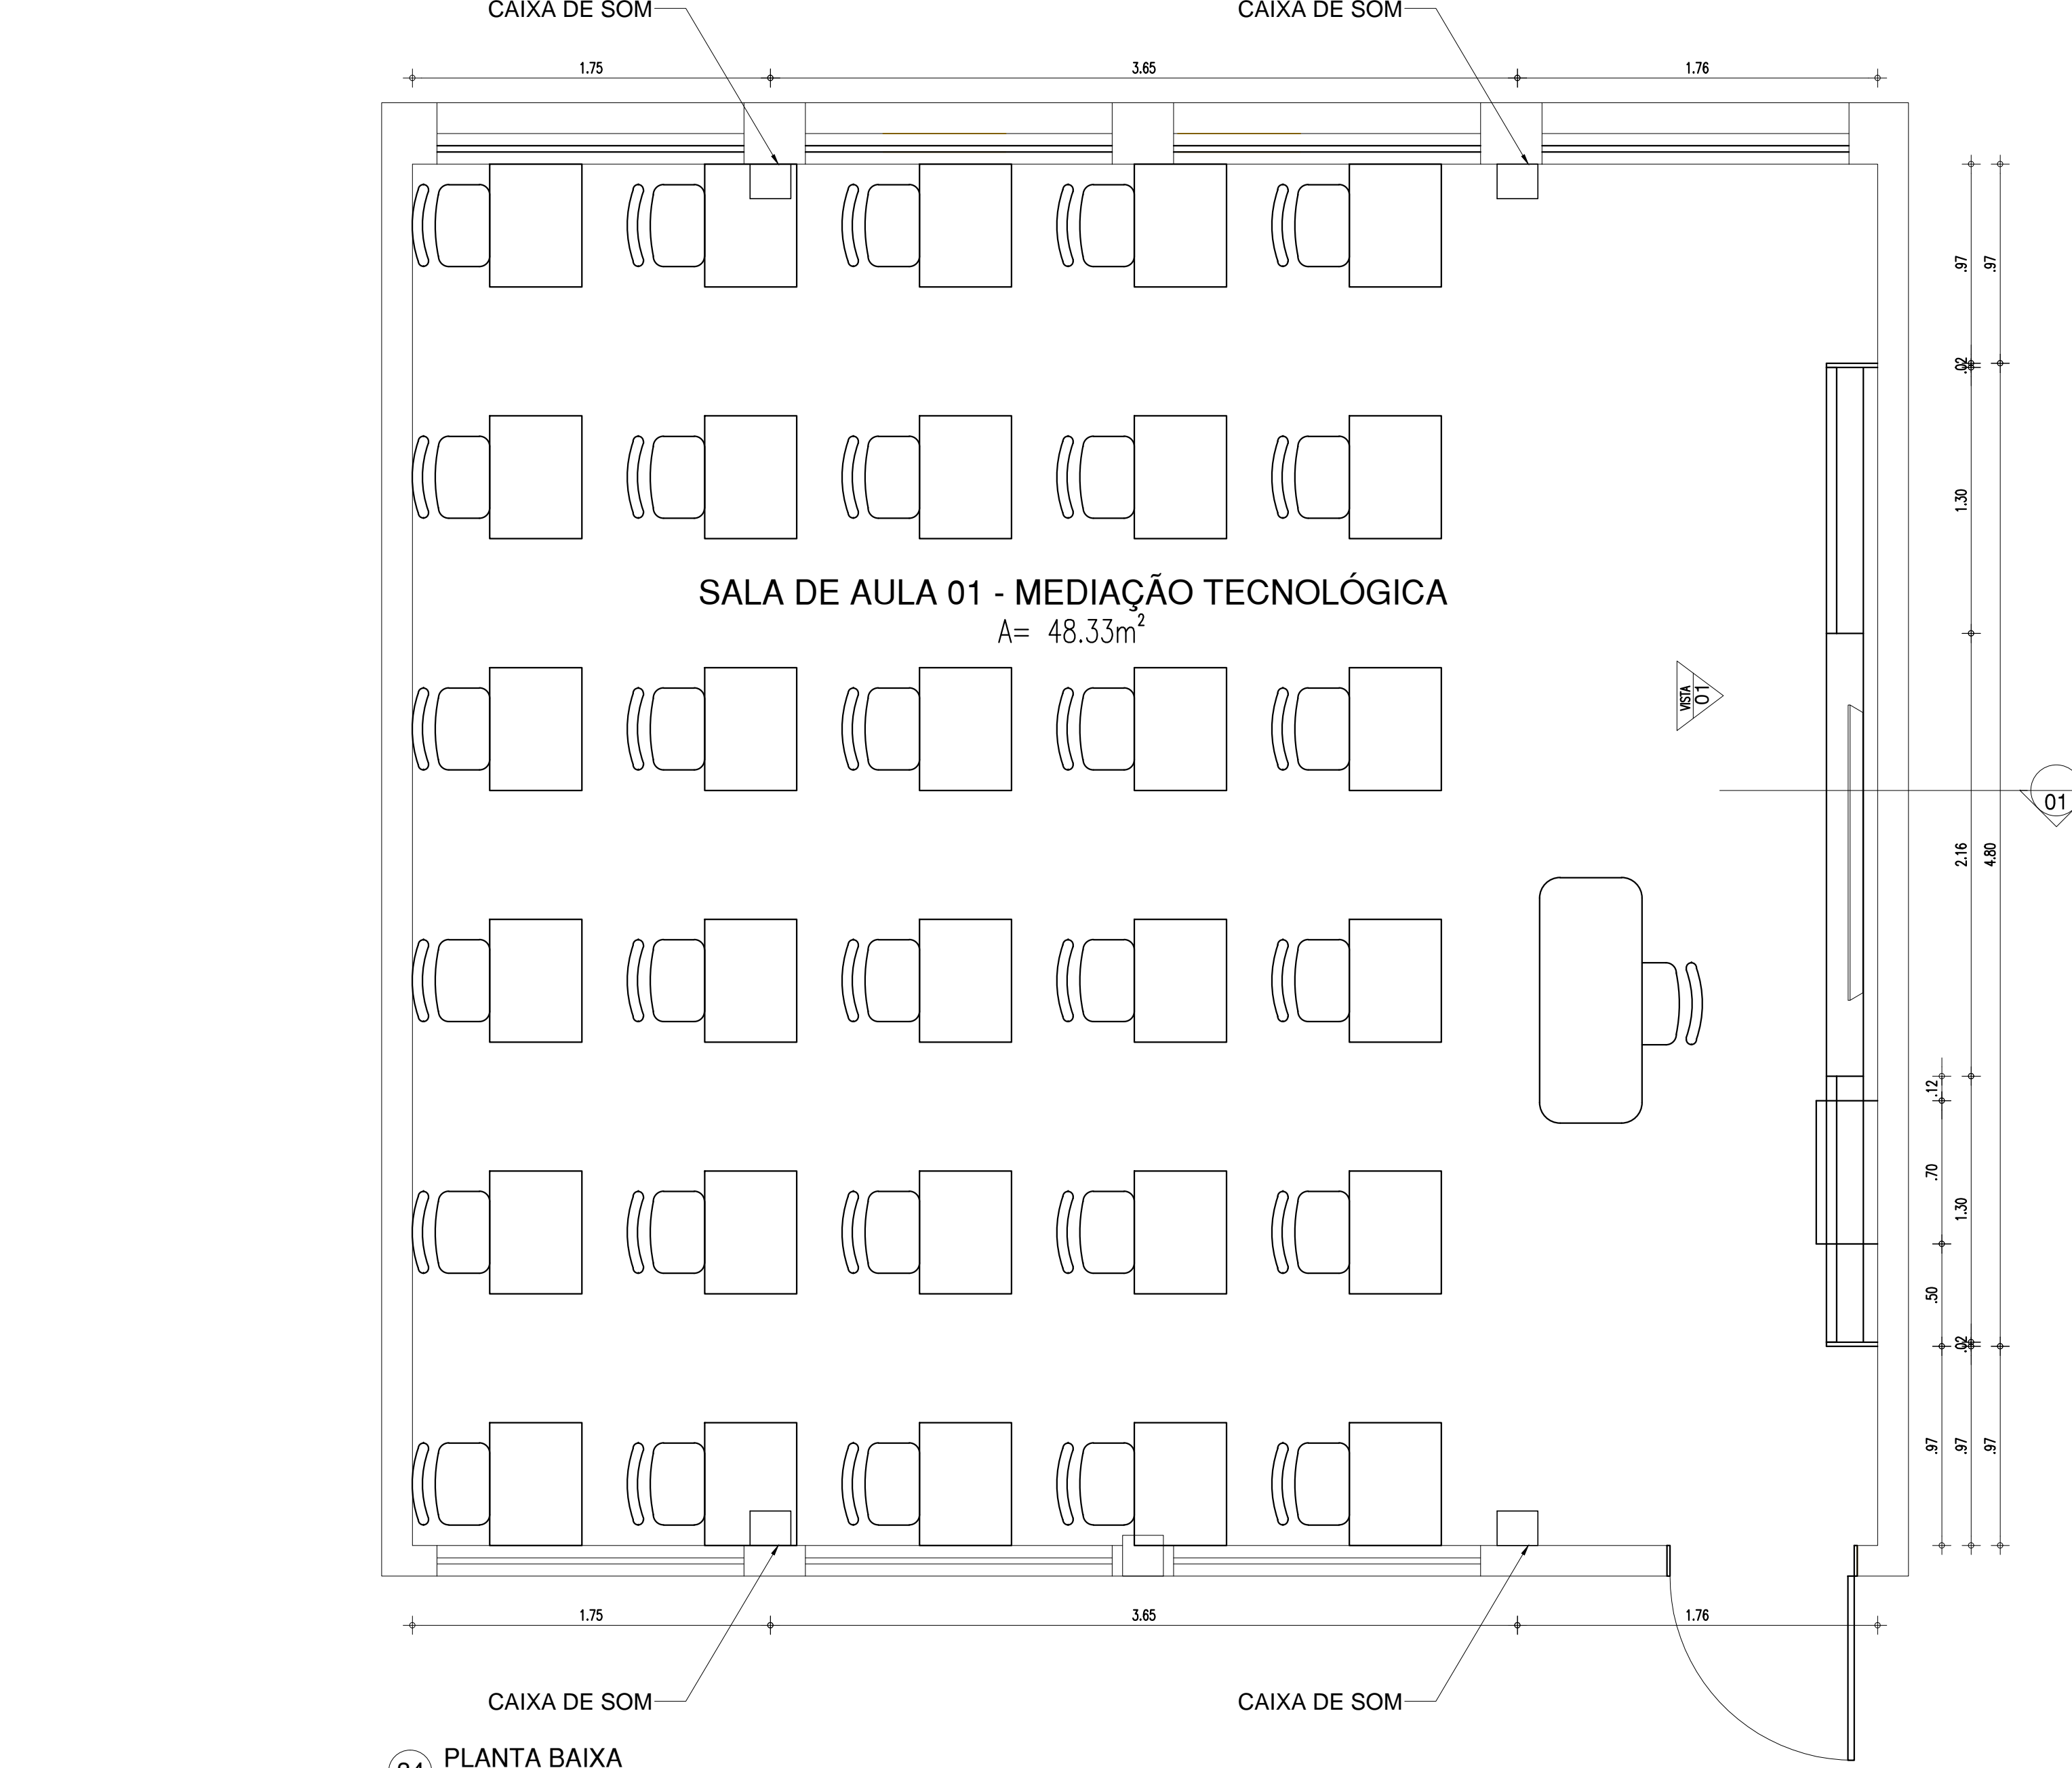 CAIXA DE SOM
CAIXA DE SOM
1.75
3.65
1.76
.97
.97
.02
1.30
SALA DE AULA 01 - MEDIAÇÃO TECNOLÓGICA
A= 48.33m²
VISTA
01
01
2.16
4.80
.12
.70
1.30
.50
.02
.97
.97
.97
1.75
3.65
1.76
CAIXA DE SOM
CAIXA DE SOM
PLANTA BAIXA